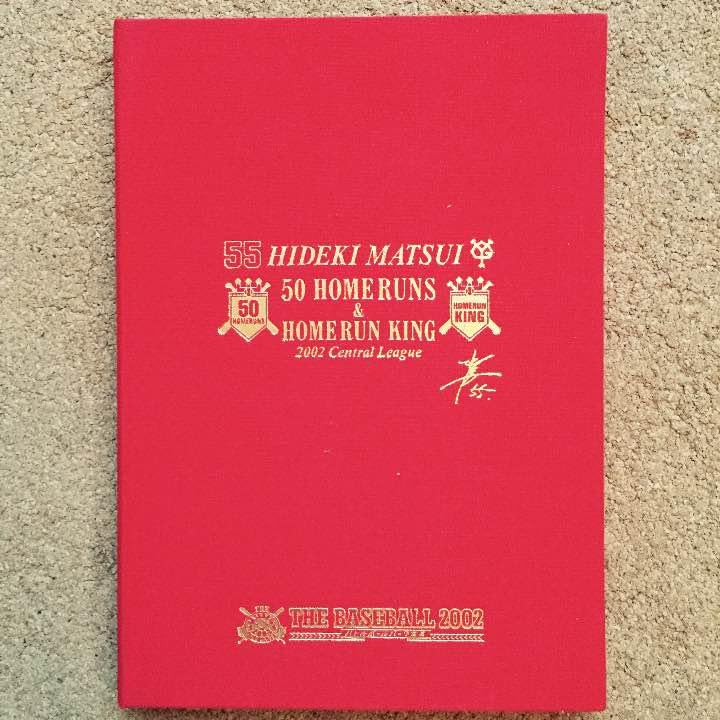 55 HIDEKI MATSUI
50 HOMERUNS
&
HOMERUN KING
2002 Central League
50
HOMERUNS
HOMERUN
KING
55.
THE BASEBALL 2002